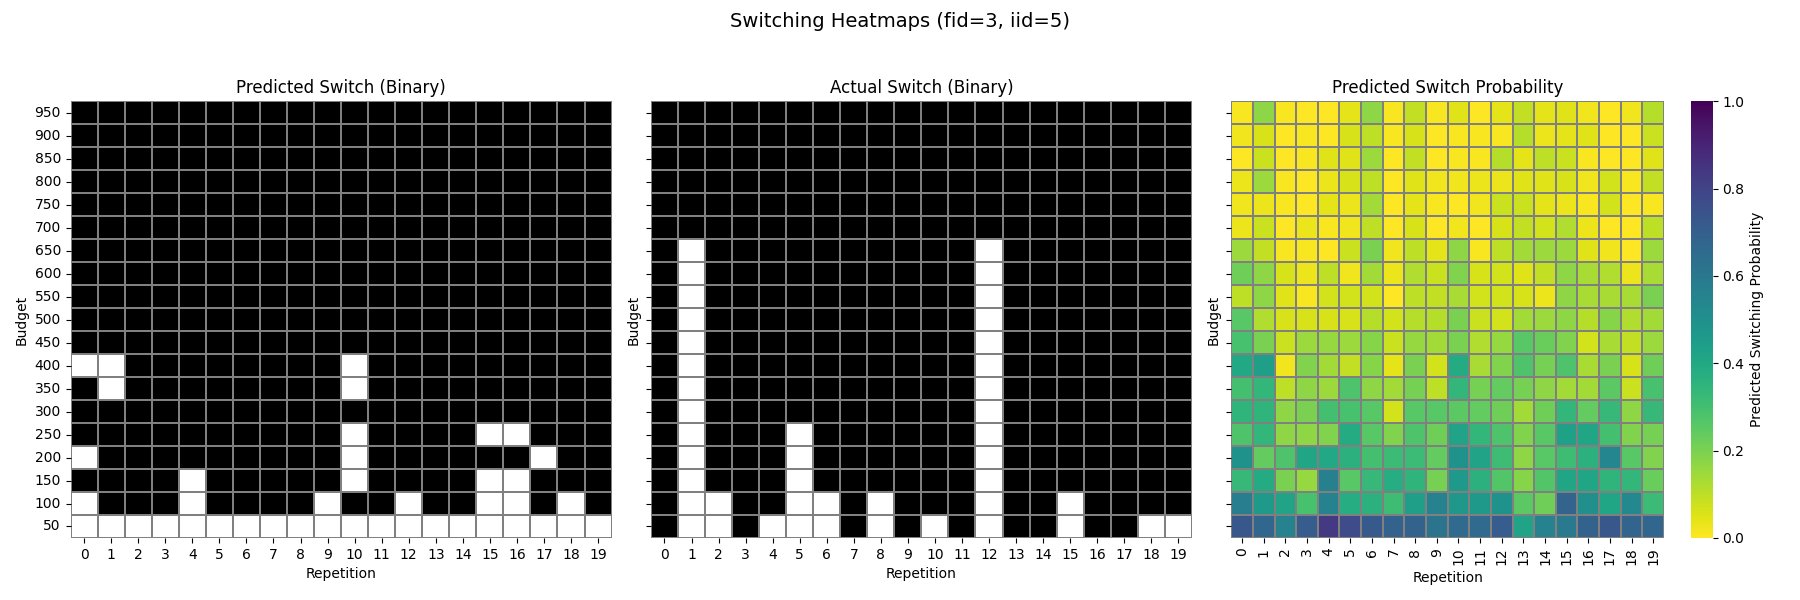 Switching Heatmaps (fid=3, iid=5)
Predicted Switch (Binary)
Budget
950
900
850
800
750
700
650
600
550
500
450
400
350
300
250
200
150
100
50
0 1 2 3 4 5 6 7 8 9 10 11 12 13 14 15 16 17 18 19
Repetition
Actual Switch (Binary)
Budget
0 1 2 3 4 5 6 7 8 9 10 11 12 13 14 15 16 17 18 19
Repetition
Predicted Switch Probability
Budget
0 1 2 3 4 5 6 7 8 9 10 11 12 13 14 15 16 17 18 19
Repetition
1.0
0.8
0.6
0.4
0.2
0.0
Predicted Switching Probability